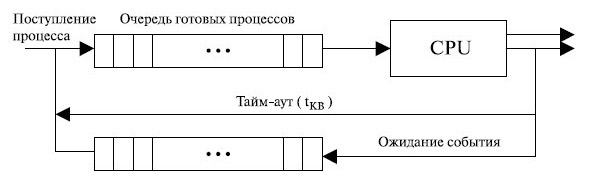 Поступление
процесса
Очередь готовых процессов
...
CPU
Тайм-аут ( tКВ )
Ожидание события
...